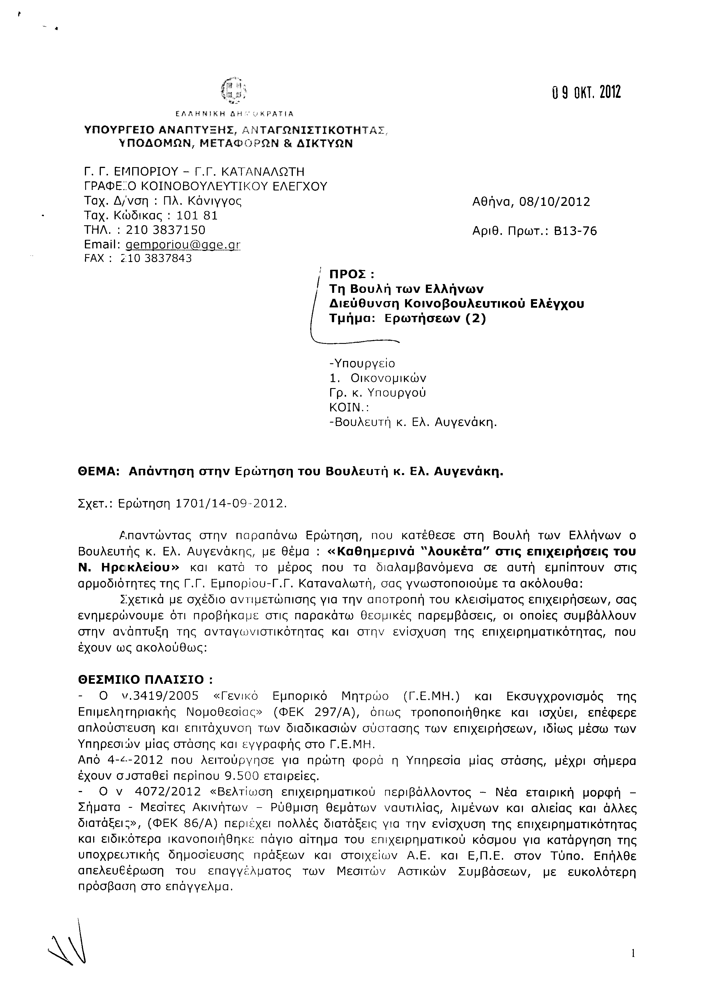 09 ΟΚΤ. 2012
ΕΛΛΗΝΙΚΗ ΔΗΜΟΚΡΑΤΙΑ
ΥΠΟΥΡΓΕΙΟ ΑΝΑΠΤΥΞΗΣ, ΑΝΤΑΓΩΝΙΣΤΙΚΟΤΗΤΑΣ,
ΥΠΟΔΟΜΩΝ, ΜΕΤΑΦΟΡΩΝ & ΔΙΚΤΥΩΝ
Γ. Γ. ΕΜΠΟΡΙΟΥ – Γ.Γ. ΚΑΤΑΝΑΛΩΤΗ
ΓΡΑΦΕΙΟ ΚΟΙΝΟΒΟΥΛΕΥΤΙΚΟΥ ΕΛΕΓΧΟΥ
Ταχ. Δ/νση : Πλ. Κάνιγγος
Αθήνα, 08/10/2012
Ταχ. Κώδικας : 101 81
ΤΗΛ. : 210 3837150
Αριθ. Πρωτ.: Β13-76
Email: gemporiou@gge.gr
FAX : 210 3837843
ΠΡΟΣ :
Τη Βουλή των Ελλήνων
Διεύθυνση Κοινοβουλευτικού Ελέγχου
Τμήμα: Ερωτήσεων (2)
-Υπουργείο
1. Οικονομικών
Γρ. κ. Υπουργού
ΚΟΙΝ.:
-Βουλευτή κ. Ελ. Αυγενάκη.
ΘΕΜΑ: Απάντηση στην Ερώτηση του Βουλευτή κ. Ελ. Αυγενάκη.
Σχετ.: Ερώτηση 1701/14-09-2012.
Απαντώντας στην παραπάνω Ερώτηση, που κατέθεσε στη Βουλή των Ελλήνων ο
Βουλευτής κ. Ελ. Αυγενάκης, με θέμα : «Καθημερινά "λουκέτα" στις επιχειρήσεις του
Ν. Ηρακλείου» και κατά το μέρος που τα διαλαμβανόμενα σε αυτή εμπίπτουν στις
αρμοδιότητες της Γ.Γ. Εμπορίου-Γ.Γ. Καταναλωτή, σας γνωστοποιούμε τα ακόλουθα:
Σχετικά με σχέδιο αντιμετώπισης για την αποτροπή του κλεισίματος επιχειρήσεων, σας
ενημερώνουμε ότι προβήκαμε στις παρακάτω θεσμικές παρεμβάσεις, οι οποίες συμβάλλουν
στην ανάπτυξη της ανταγωνιστικότητας και στην ενίσχυση της επιχειρηματικότητας, που
έχουν ως ακολούθως:
ΘΕΣΜΙΚΟ ΠΛΑΙΣΙΟ :
- Ο ν.3419/2005 «Γενικό Εμπορικό Μητρώο (Γ.Ε.ΜΗ.) και Εκσυγχρονισμός της
Επιμελητηριακής Νομοθεσίας» (ΦΕΚ 297/Α), όπως τροποποιήθηκε και ισχύει, επέφερε
απλούστευση και επιτάχυνση των διαδικασιών σύστασης των επιχειρήσεων, ιδίως μέσω των
Υπηρεσιών μίας στάσης και εγγραφής στο Γ.Ε.ΜΗ.
Από 4-4-2012 που λειτούργησε για πρώτη φορά η Υπηρεσία μίας στάσης, μέχρι σήμερα
έχουν συσταθεί περίπου 9.500 εταιρείες.
- Ο ν 4072/2012 «Βελτίωση επιχειρηματικού περιβάλλοντος – Νέα εταιρική μορφή –
Σήματα - Μεσίτες Ακινήτων – Ρύθμιση θεμάτων ναυτιλίας, λιμένων και αλιείας και άλλες
διατάξεις», (ΦΕΚ 86/Α) περιέχει πολλές διατάξεις για την ενίσχυση της επιχειρηματικότητας
και ειδικότερα ικανοποιήθηκε πάγιο αίτημα του επιχειρηματικού κόσμου για κατάργηση της
υποχρεωτικής δημοσίευσης πράξεων και στοιχείων Α.Ε. και Ε,Π.Ε. στον Τύπο. Επήλθε
απελευθέρωση του επαγγέλματος των Μεσιτών Αστικών Συμβάσεων, με ευκολότερη
πρόσβαση στο επάγγελμα.
1